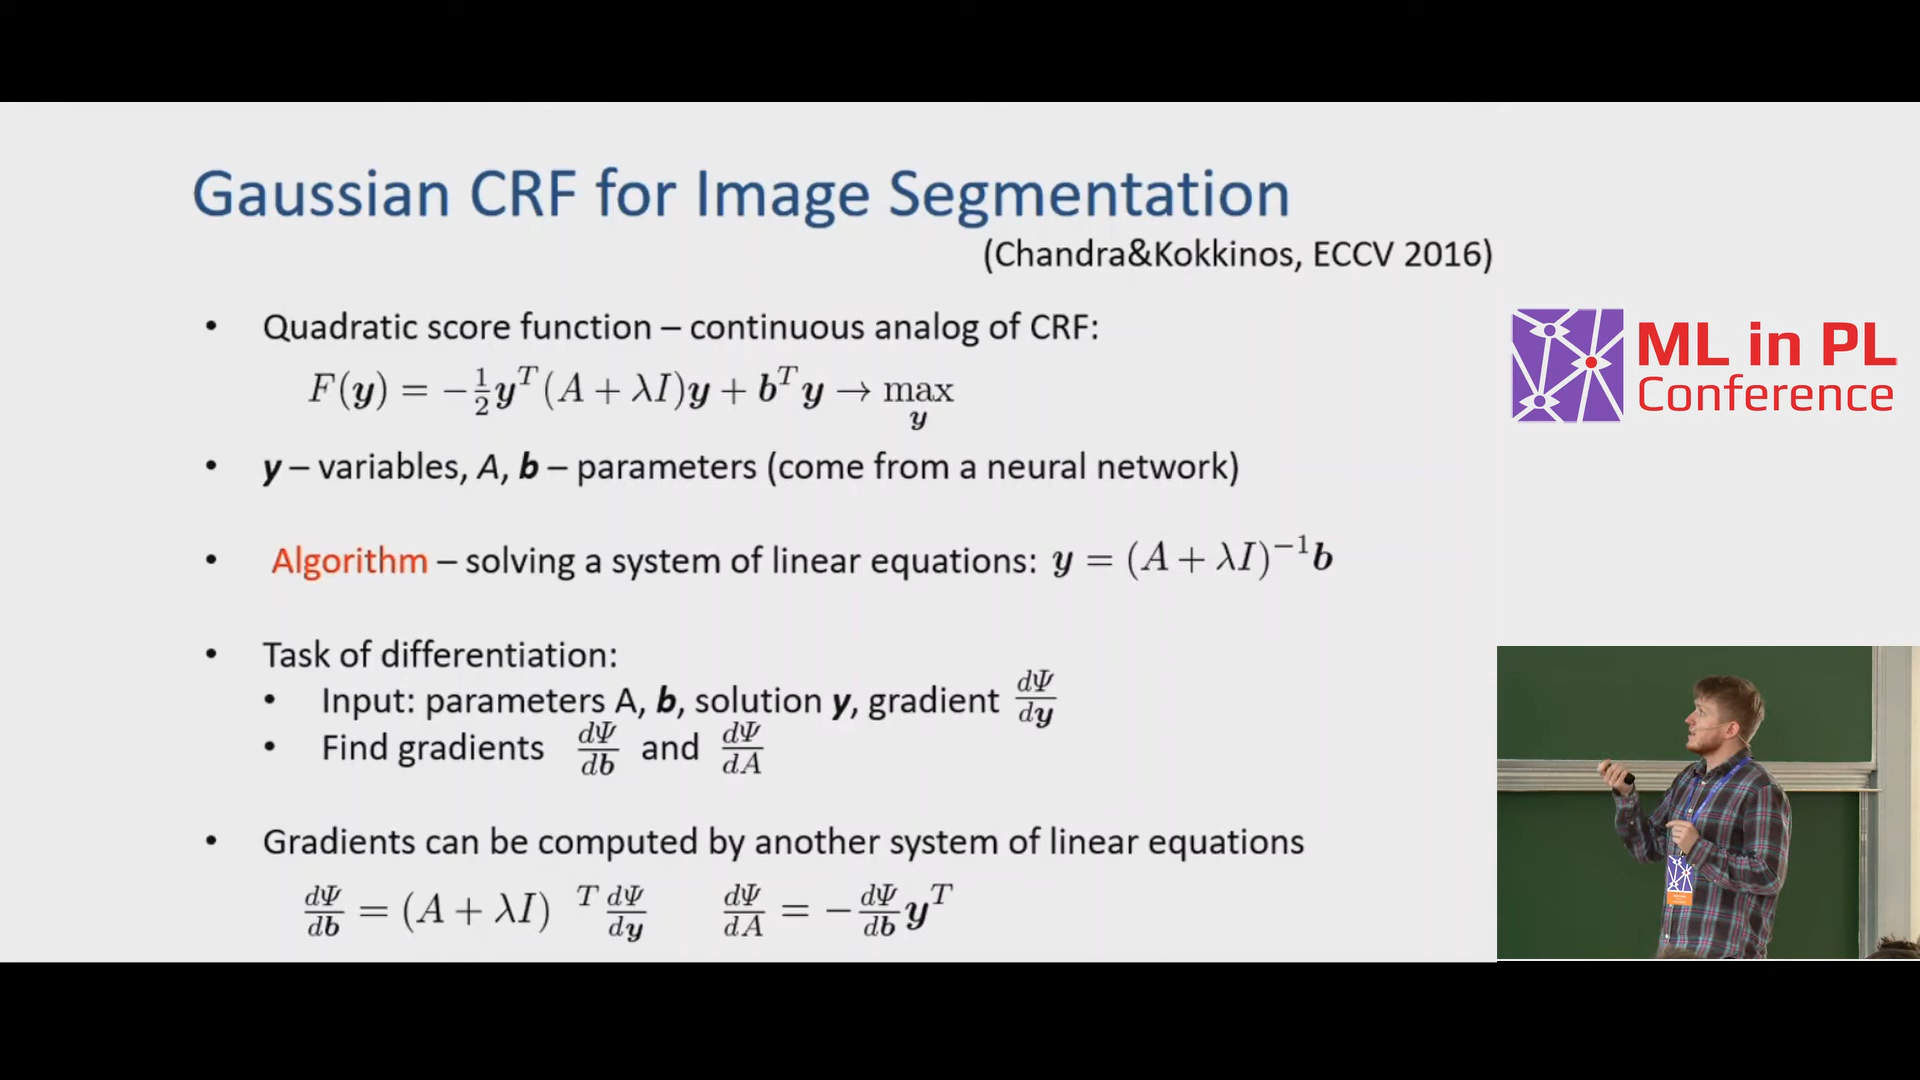 Gaussian CRF for Image Segmentation
(Chandra&Kokkinos, ECCV 2016)
• Quadratic score function – continuous analog of CRF:
F(y) = −½yᵀ(A + λI)y + bᵀy → max
y
• y – variables, A, b – parameters (come from a neural network)
• Algorithm – solving a system of linear equations: y = (A + λI)⁻¹b
• Task of differentiation:
• Input: parameters A, b, solution y, gradient dΨ/dy
• Find gradients dΨ/db and dΨ/dA
• Gradients can be computed by another system of linear equations
dΨ/db = (A + λI) ᵀ dΨ/dy dΨ/dA = −dΨ/db yᵀ
ML in PL
Conference